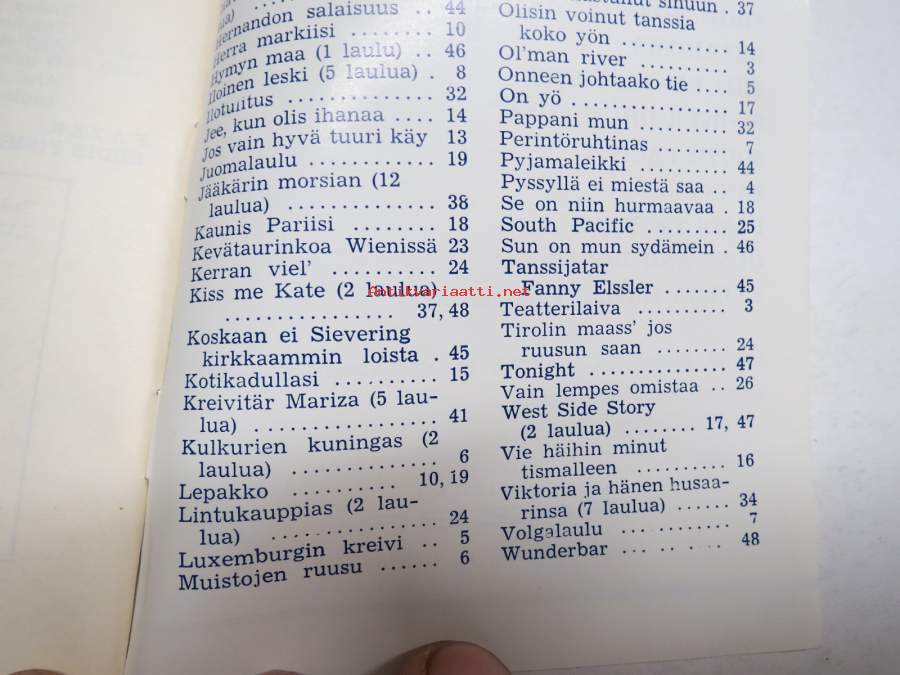 lua)
Hernandon salaisuus .. 44
Herra markiisi ........ 10
Hymyn maa (1 laulu) .. 46
Iloinen leski (5 laulua) . 8
Ilotulitus ............. 32
Jee, kun olis ihanaa .... 14
Jos vain hyvä tuuri käy 13
Juomalaulu ............ 19
Jääkärin morsian (12
laulua) .............. 38
Kaunis Pariisi ........ 18
Kevätaurinkoa Wienissä 23
Kerran viel' .......... 24
Kiss me Kate (2 laulua)
................ 37, 48
Koskaan ei Sievering
kirkkaammin loista . 45
Kotikadullasi .......... 15
Kreivitär Mariza (5 lau-
lua) ................. 41
Kulkurien kuningas (2
laulua) .............. 6
Lepakko .......... 10, 19
Lintukauppias (2 lau-
lua) ................ 24
Luxemburgin kreivi .. 5
Muistojen ruusu ...... 6
sinuun . 37
Olisin voinut tanssia
koko yön ........... 14
Ol'man river .......... 3
Onneen johtaako tie .... 5
On yö ................ 17
Pappani mun .......... 32
Perintöruhtinas ......... 7
Pyjamaleikki .......... 44
Pyssyllä ei miestä saa .. 4
Se on niin hurmaavaa . 18
South Pacific ......... 25
Sun on mun sydämein . 46
Tanssijatar
Fanny Elssler ....... 45
Teatterilaiva .......... 3
Tirolin maass' jos
ruusun saan ........ 24
Tonight ............... 47
Vain lempes omistaa .. 26
West Side Story
(2 laulua) ........ 17, 47
Vie häihin minut
tismalleen .......... 16
Viktoria ja hänen husaa-
rinsa (7 laulua) ...... 34
Volgalaulu ............ 7
Wunderbar .......... 48
Antikvariaatti.net